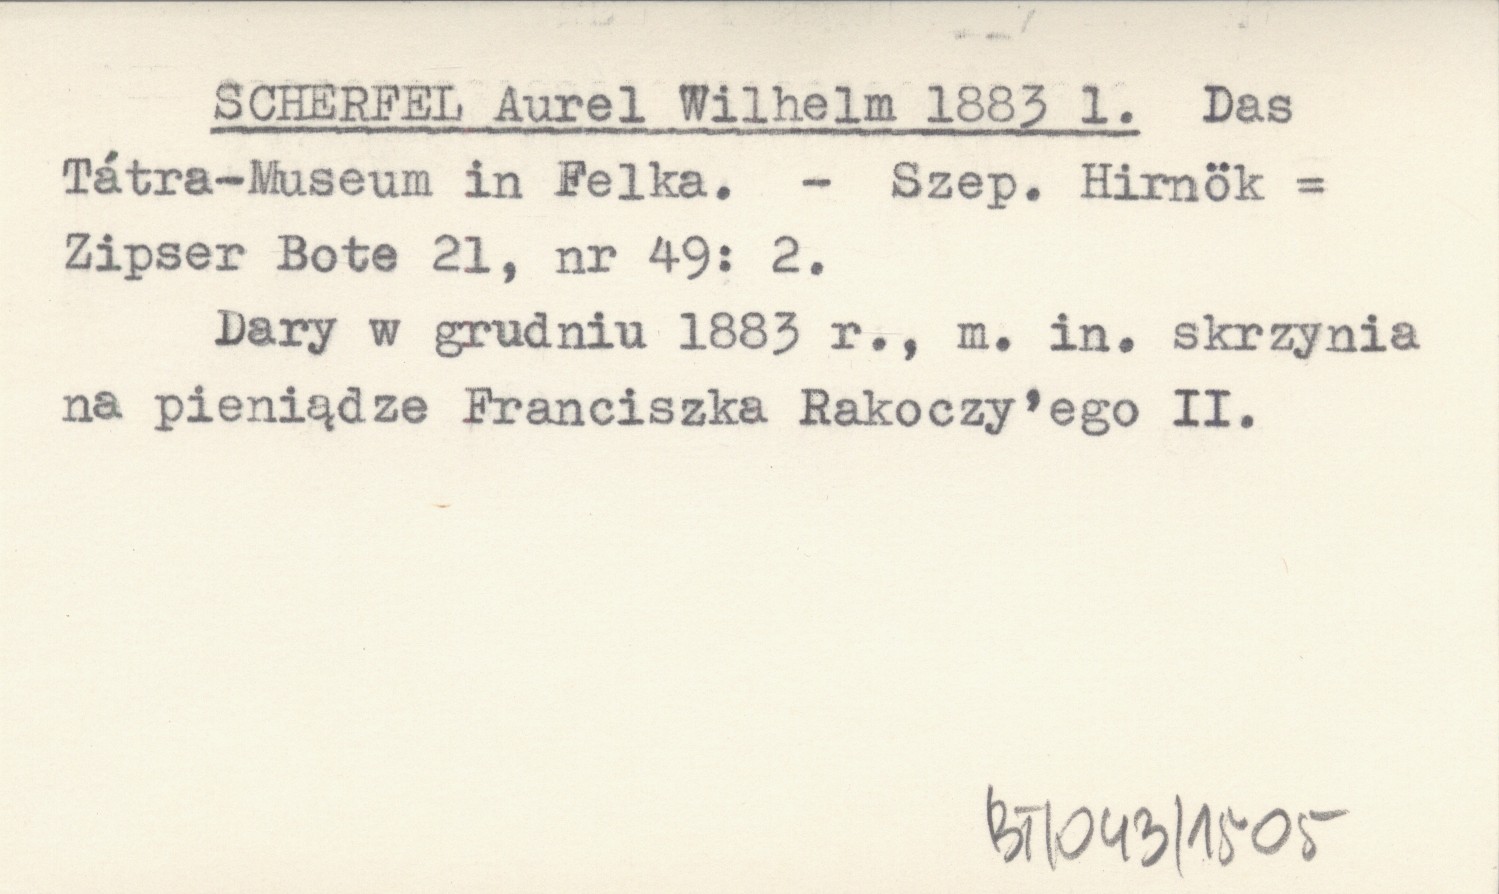 SCHERFEL Aurel Wilhelm 1883 l. Das
Tátra-Museum in Felka. - Szep. Hirnök =
Zipser Bote 21, nr 49: 2.
Dary w grudniu 1883 r., m. in. skrzynia
na pieniądze Franciszka Rakoczy'ego II.
BT/043/1505